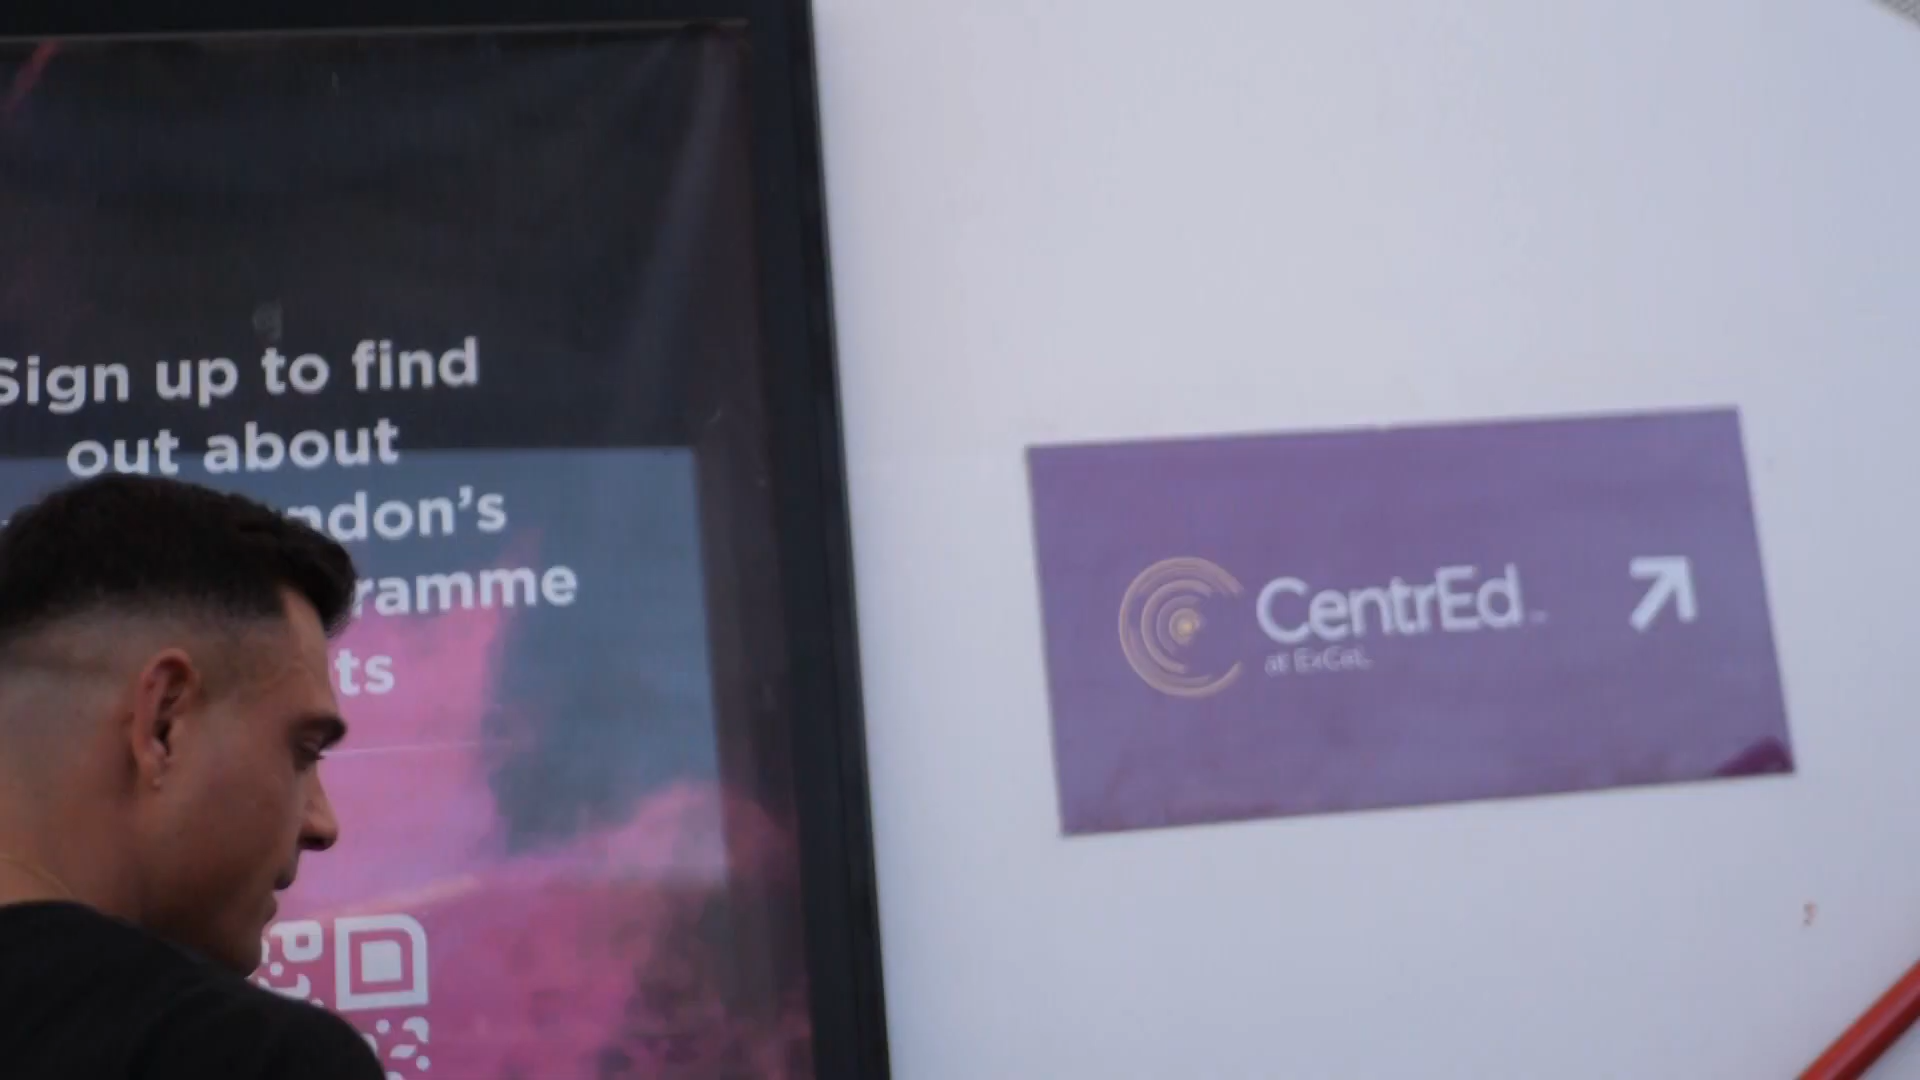 Sign up to find
out about
ndon's
ramme
ts
CentrEd
at ExCeL